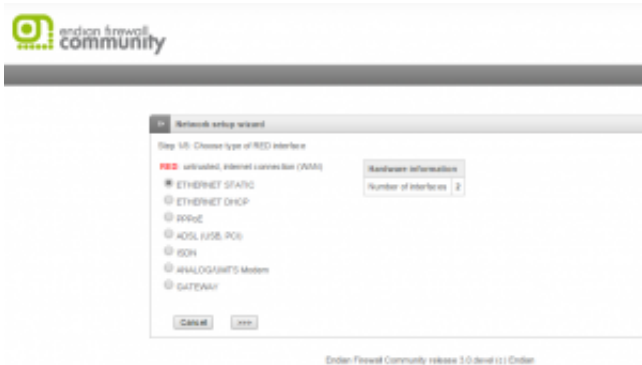 endian firewall
community
Network setup wizard
Step 1/8: Choose type of RED interface
RED: untrusted, internet connection (WAN)
Hardware information
Number of interfaces 2
ETHERNET STATIC
ETHERNET DHCP
PPPoE
ADSL (USB, PCI)
ISDN
ANALOG/UMTS Modem
GATEWAY
Cancel >>>
Endian Firewall Community release 3.0.devel (c) Endian